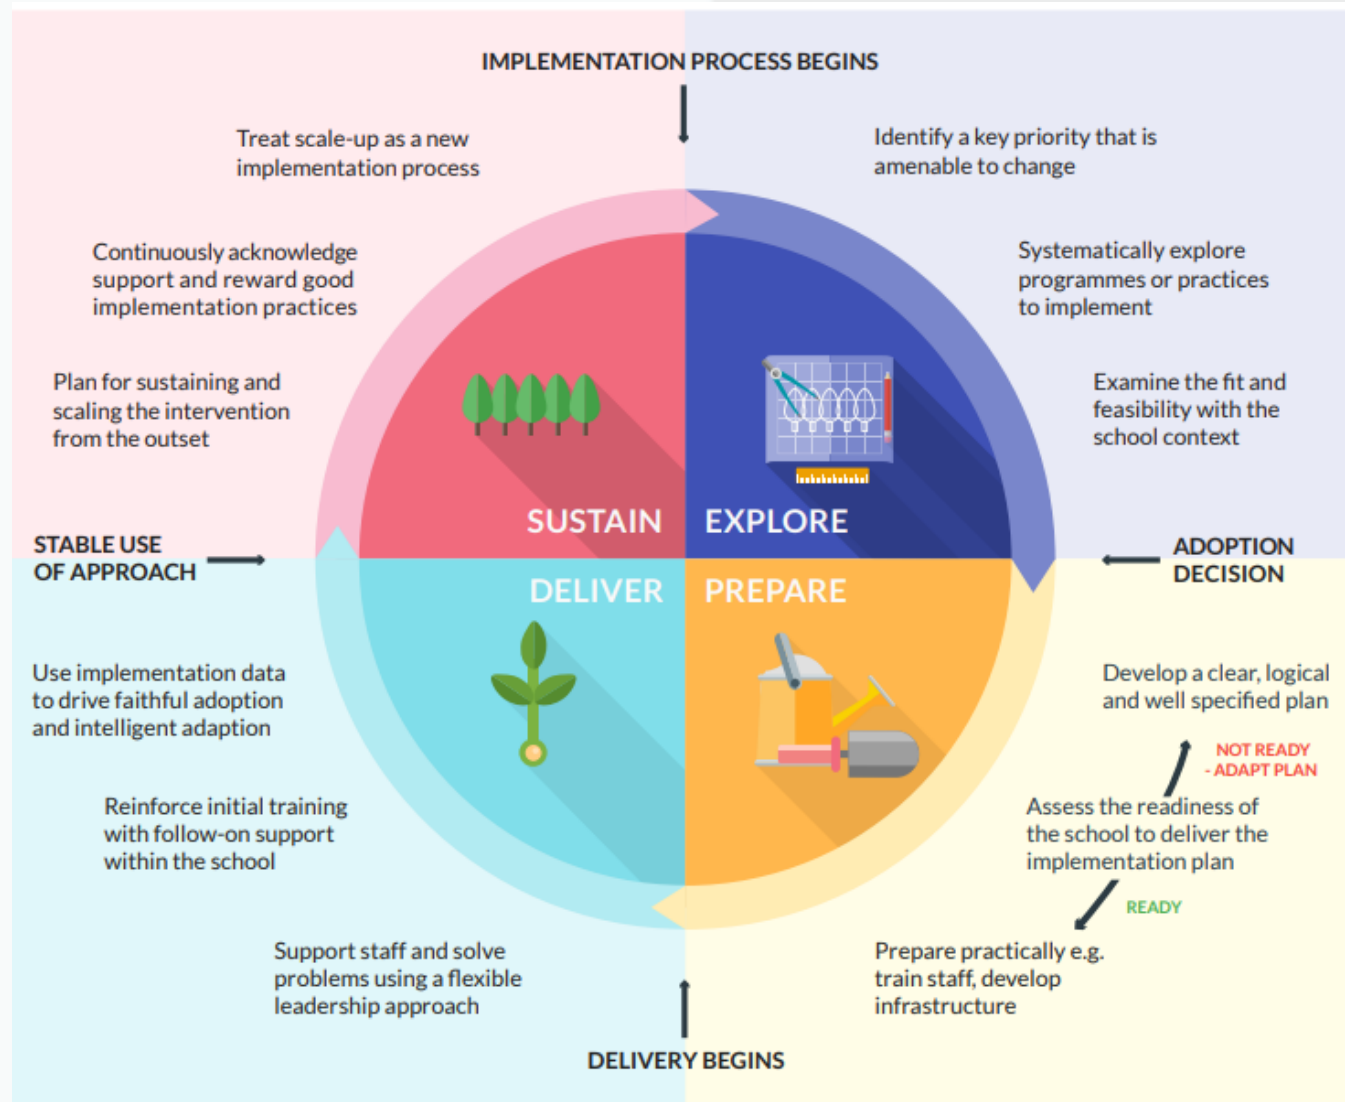 IMPLEMENTATION PROCESS BEGINS
Identify a key priority that is
amenable to change
Systematically explore
programmes or practices
to implement
Examine the fit and
feasibility with the
school context
EXPLORE
ADOPTION
DECISION
PREPARE
Develop a clear, logical
and well specified plan
NOT READY
- ADAPT PLAN
Assess the readiness of
the school to deliver the
implementation plan
READY
Prepare practically e.g.
train staff, develop
infrastructure
DELIVERY BEGINS
DELIVER
Support staff and solve
problems using a flexible
leadership approach
Reinforce initial training
with follow-on support
within the school
Use implementation data
to drive faithful adoption
and intelligent adaption
STABLE USE
OF APPROACH
SUSTAIN
Plan for sustaining and
scaling the intervention
from the outset
Continuously acknowledge
support and reward good
implementation practices
Treat scale-up as a new
implementation process